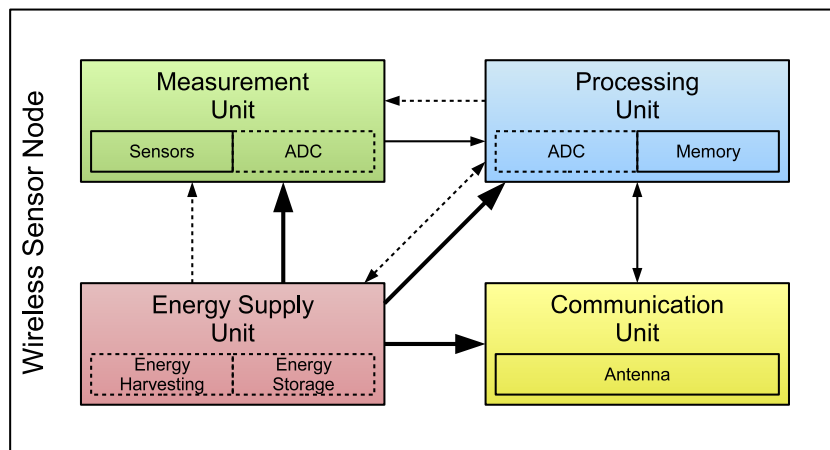 Wireless Sensor Node
Measurement
Unit
Sensors
ADC
Processing
Unit
ADC
Memory
Energy Supply
Unit
Energy
Harvesting
Energy
Storage
Communication
Unit
Antenna